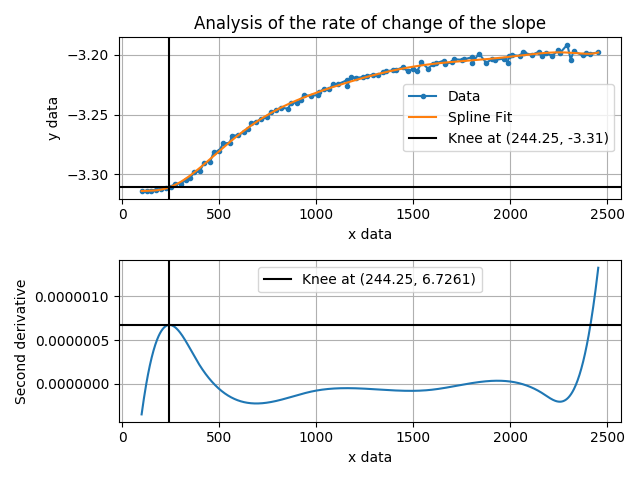 Analysis of the rate of change of the slope
−3.20
−3.25
−3.30
y data
Data
Spline Fit
Knee at (244.25, -3.31)
0 500 1000 1500 2000 2500
x data
Knee at (244.25, 6.7261)
0.0000010
0.0000005
0.0000000
Second derivative
0 500 1000 1500 2000 2500
x data